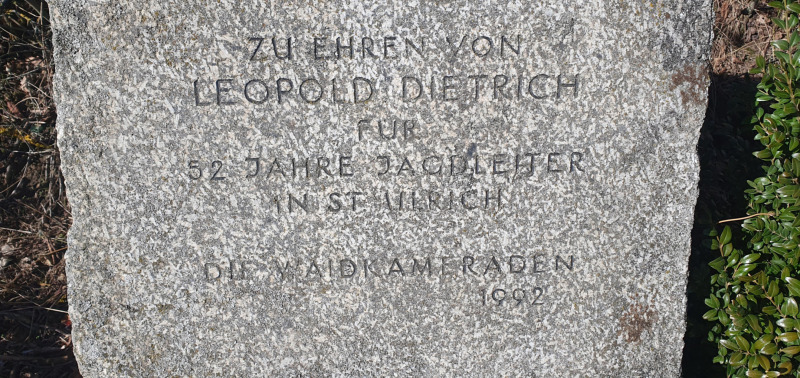 ZU EHREN VON
LEOPOLD DIETRICH
FÜR
52 JAHRE JAGDLEITER
IN ST ULRICH
DIE WAIDKAMERADEN
1992